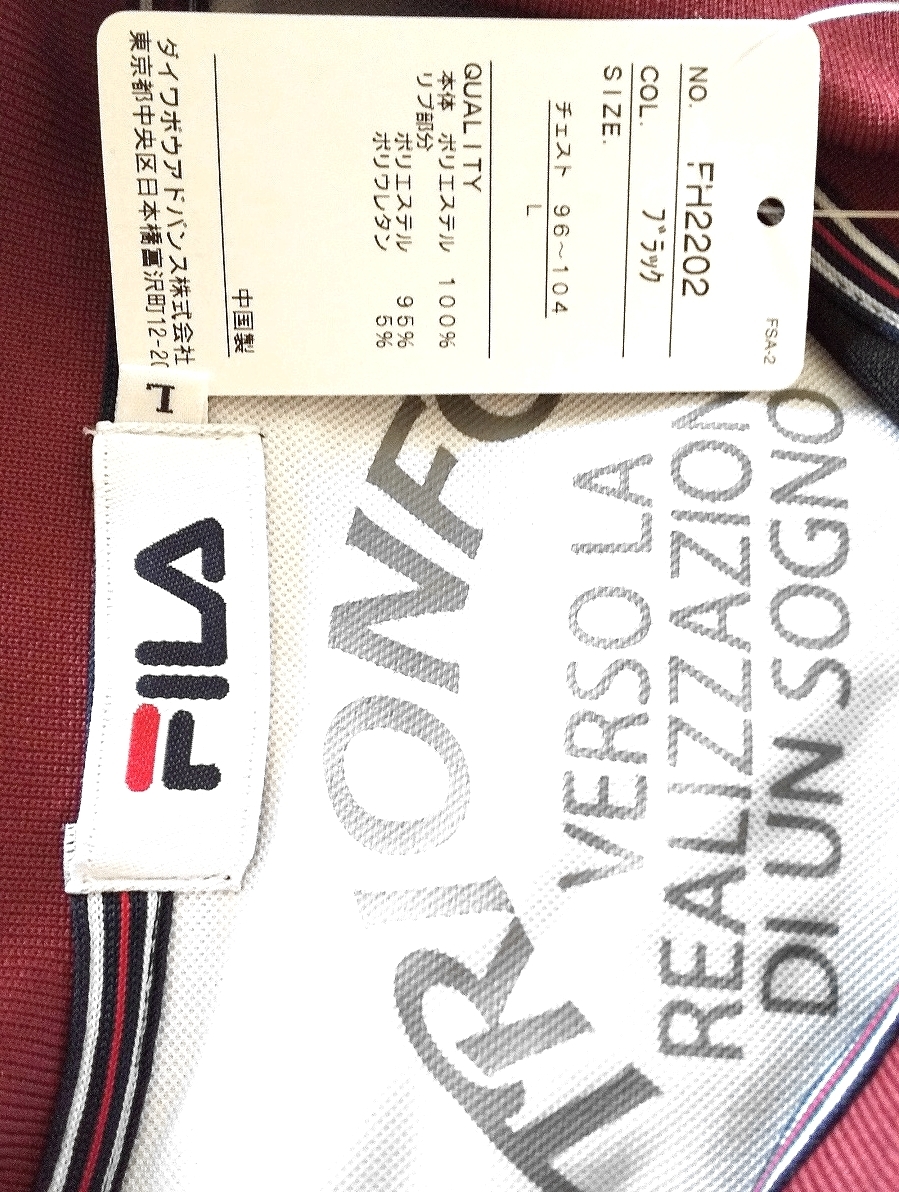 FSA-2
NO. FH2202
COL. ブラック
SIZE.
チェスト 96~104
L
QUALITY
本体 ポリエステル 100%
リブ部分
ポリエステル 95%
ポリウレタン 5%
中国製
ダイワボウアドバンス株式会社
東京都中央区日本橋富沢町12-20
L
FILA
TRIONFO
VERSO LA
REALIZZAZION
DI UN SOGNO